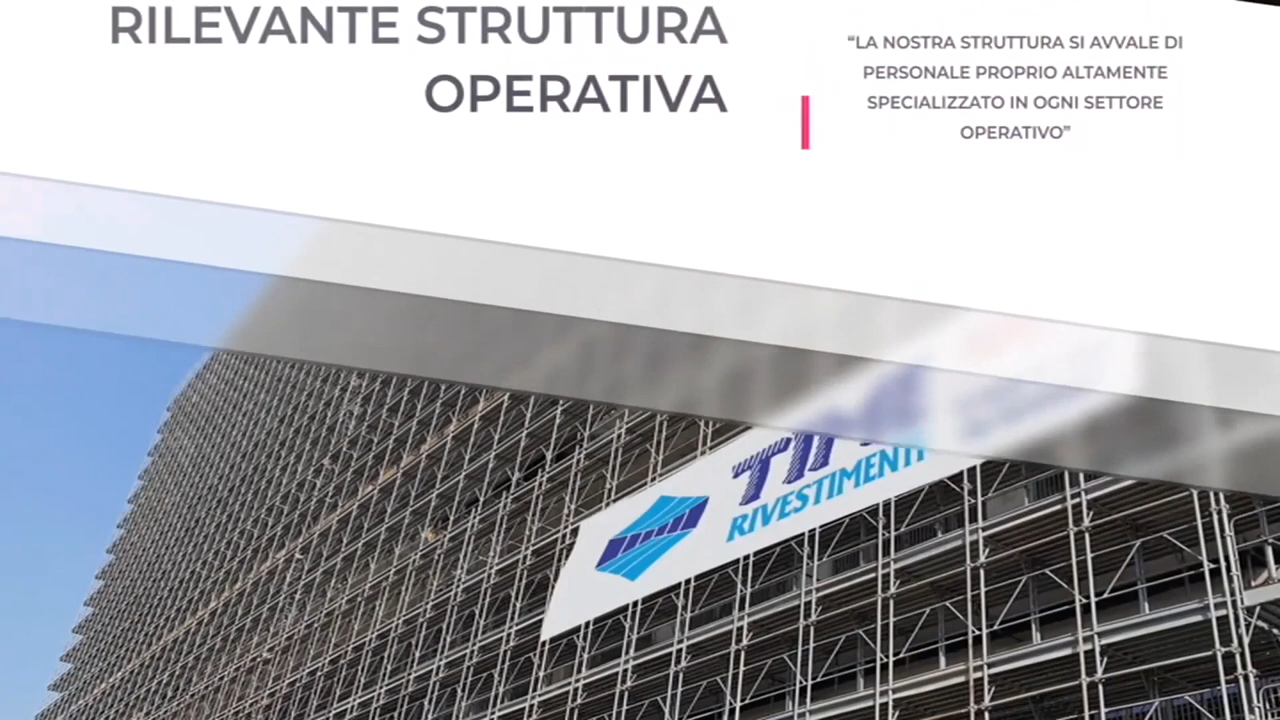 RILEVANTE STRUTTURA
OPERATIVA
“LA NOSTRA STRUTTURA SI AVVALE DI
PERSONALE PROPRIO ALTAMENTE
SPECIALIZZATO IN OGNI SETTORE
OPERATIVO”
RIVESTIMENTI